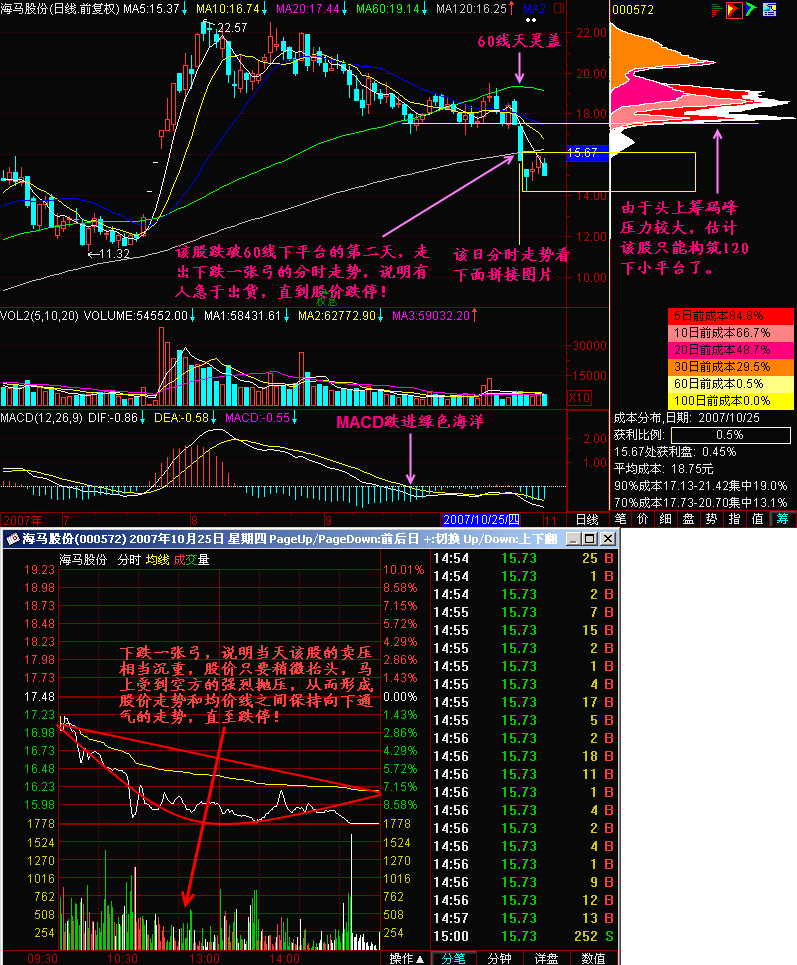 海马股份(日线.前复权) MA5:15.37↓ MA10:16.74↓ MA20:17.44↓ MA60:19.14↓ MA120:16.25↑ MA2
000572
22.57
60线天灵盖
22.00
20.00
18.00
15.67
14.00
12.00
10.00
11.32
该股跌破60线下平台的第二天，走
出下跌一张弓的分时走势，说明有
人急于出货，直到股价跌停！
该日分时走势看
下面拼接图片
由于头上筹码峰
压力较大，估计
该股只能构筑120
下小平台了。
VOL2(5,10,20) VOLUME:54552.00↓ MA1:58431.61↓ MA2:62772.90↓ MA3:59032.20↑
30000
15000
X10
5日前成本84.8%
10日前成本66.7%
20日前成本48.7%
30日前成本29.5%
60日前成本0.5%
100日前成本0.0%
成本分布,日期: 2007/10/25
获利比例: 0.5%
15.67处获利盘: 0.45%
平均成本: 18.75元
90%成本17.13-21.42集中19.0%
70%成本17.13-20.70集中13.1%
MACD(12,26,9) DIF:-0.86↓ DEA:-0.58↓ MACD:-0.55↓
MACD跌进绿色海洋
2.00
1.00
2007年 7 8 9 2007/10/25/四 11 日线 笔 价 细 盘 势 指 值 筹
海马股份(000572) 2007年10月25日 星期四 PageUp/PageDown:前后日 +:切换 Up/Down:上下翻
海马股份 分时 均线 成交量
19.23 10.01%
18.98 8.58%
18.73 7.15%
18.48 5.72%
18.23 4.29%
17.98 2.86%
17.73 1.43%
17.48 0.00%
17.23 1.43%
16.98 2.86%
16.73 4.29%
16.48 5.72%
16.23 7.15%
15.98 8.58%
1778 1778
1524 1524
1270 1270
1016 1016
762 762
508 508
254 254
下跌一张弓，说明当天该股的卖压
相当沉重，股价只要稍微抬头，马
上受到空方的强烈抛压，从而形成
股价走势和均价线之间保持向下通
气的走势，直至跌停！
09:30 10:30 13:00 14:00 操作▲
14:54 15.73 25 B
14:54 15.73 1 B
14:54 15.73 2 B
14:55 15.73 7 B
14:55 15.73 15 B
14:55 15.73 2 B
14:55 15.73 1 B
14:55 15.73 4 B
14:55 15.73 17 B
14:55 15.73 5 B
14:56 15.73 2 B
14:56 15.73 18 B
14:56 15.73 11 B
14:56 15.73 1 B
14:56 15.73 4 B
14:56 15.73 2 B
14:56 15.73 4 B
14:56 15.73 1 B
14:56 15.73 9 B
14:56 15.73 12 B
14:57 15.73 13 B
15:00 15.73 252 S
分笔 分钟 详盘 数值